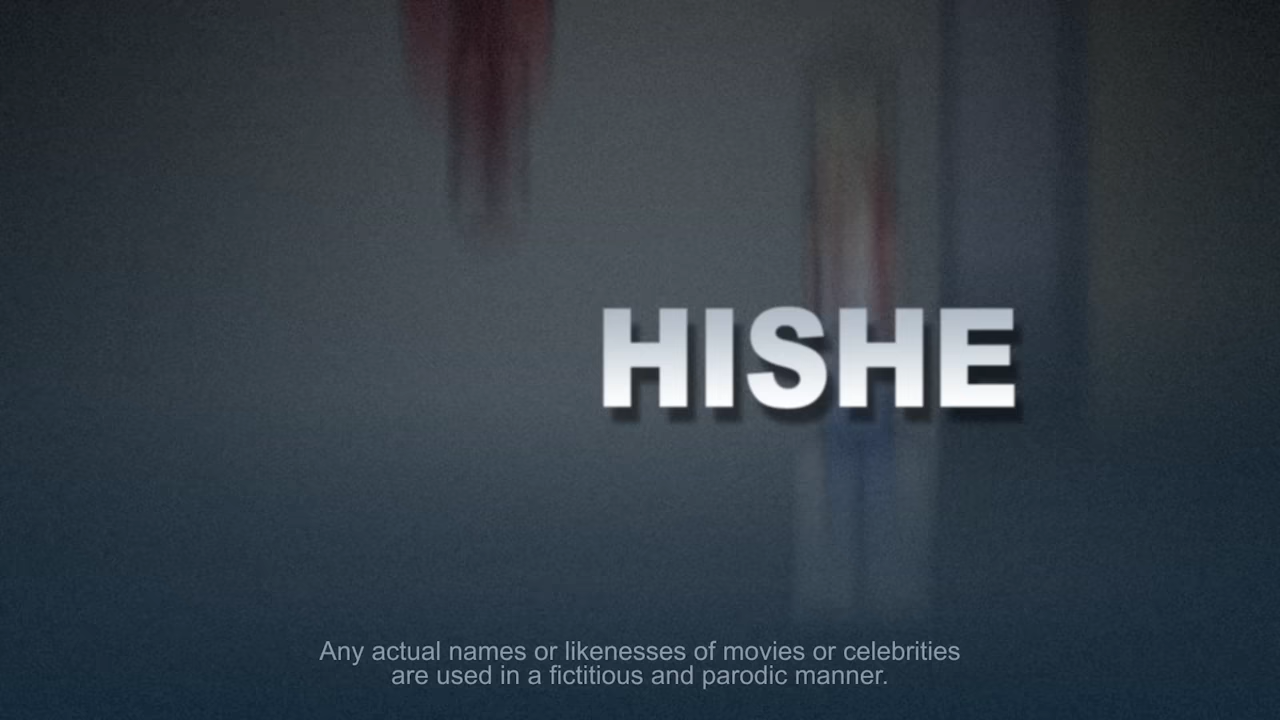 HISHE
Any actual names or likenesses of movies or celebrities
are used in a fictitious and parodic manner.